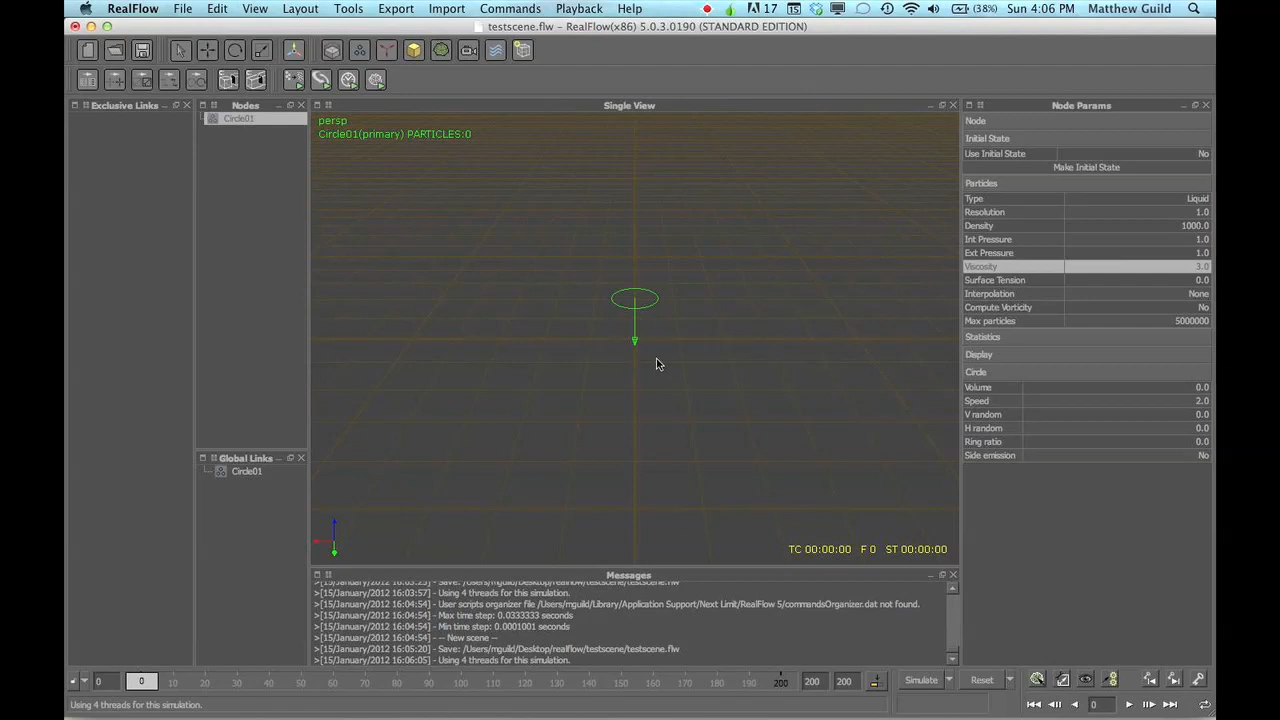 RealFlow File Edit View Layout Tools Export Import Commands Playback Help 17 (38%) Sun 4:06 PM Matthew Guild
testscene.flw – RealFlow(x86) 5.0.3.0190 (STANDARD EDITION)
Exclusive Links
Nodes
Circle01
Global Links
Circle01
Single View
persp
Circle01(primary) PARTICLES:0
TC 00:00:00 F 0 ST 00:00:00
Node Params
Node
Initial State
Use Initial State No
Make Initial State
Particles
Type Liquid
Resolution 1.0
Density 1000.0
Int Pressure 1.0
Ext Pressure 1.0
Viscosity 3.0
Surface Tension 0.0
Interpolation None
Compute Vorticity No
Max particles 5000000
Statistics
Display
Circle
Volume 0.0
Speed 2.0
V random 0.0
H random 0.0
Ring ratio 0.0
Side emission No
Messages
>[15/January/2012 16:03:57] - Using 4 threads for this simulation.
>[15/January/2012 16:04:54] - User scripts organizer file /Users/mguild/Library/Application Support/Next Limit/RealFlow 5/commandsOrganizer.dat not found.
>[15/January/2012 16:04:54] - Max time step: 0.0333333 seconds
>[15/January/2012 16:04:54] - Min time step: 0.0001001 seconds
>[15/January/2012 16:04:54] - -- New scene --
>[15/January/2012 16:05:20] - Save: /Users/mguild/Desktop/realflow/testscene/testscene.flw
>[15/January/2012 16:06:05] - Using 4 threads for this simulation.
0 0 10 20 30 40 50 60 70 80 90 100 110 120 130 140 150 160 170 180 190 200 200 200 Simulate Reset
Using 4 threads for this simulation. 0